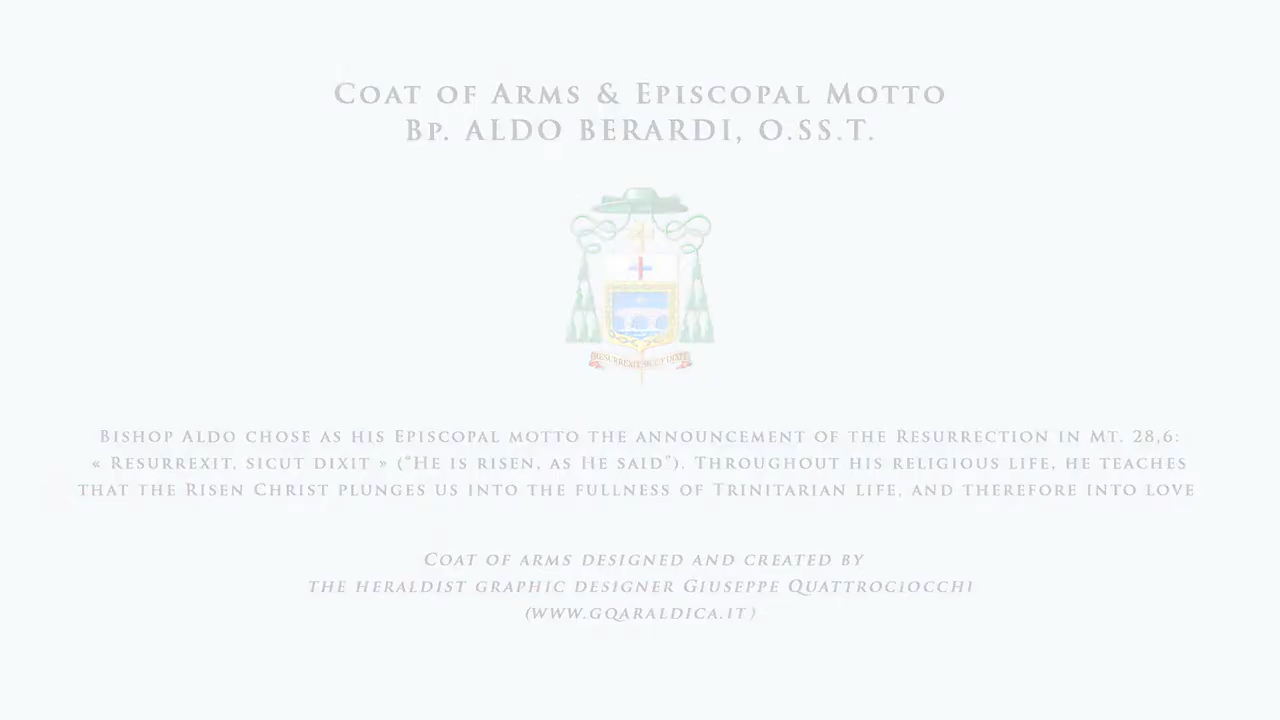 Coat of Arms & Episcopal Motto
Bp. ALDO BERARDI, O.SS.T.
RESURREXIT SICUT DIXIT
Bishop Aldo chose as his Episcopal motto the announcement of the Resurrection in Mt. 28,6:
« Resurrexit, sicut dixit » (“He is risen, as He said”). Throughout his religious life, he teaches
that the Risen Christ plunges us into the fullness of Trinitarian life, and therefore into love
Coat of arms designed and created by
the heraldist graphic designer Giuseppe Quattrociocchi
(www.gqaraldica.it)